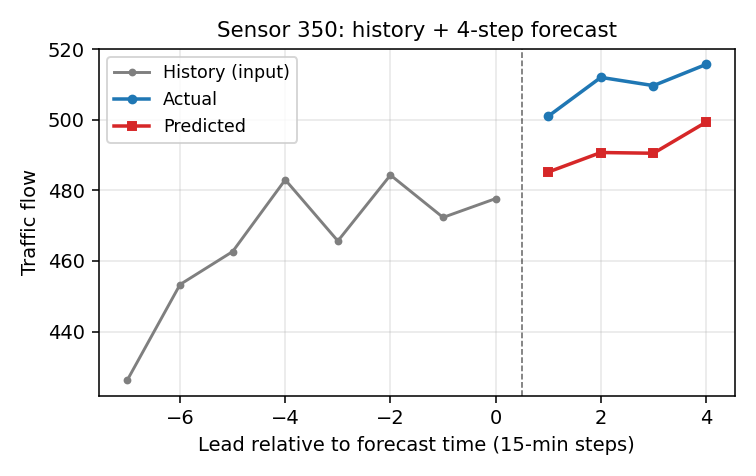 Sensor 350: history + 4-step forecast
History (input)
Actual
Predicted
Traffic flow
520
500
480
460
440
−6
−4
−2
0
2
4
Lead relative to forecast time (15-min steps)